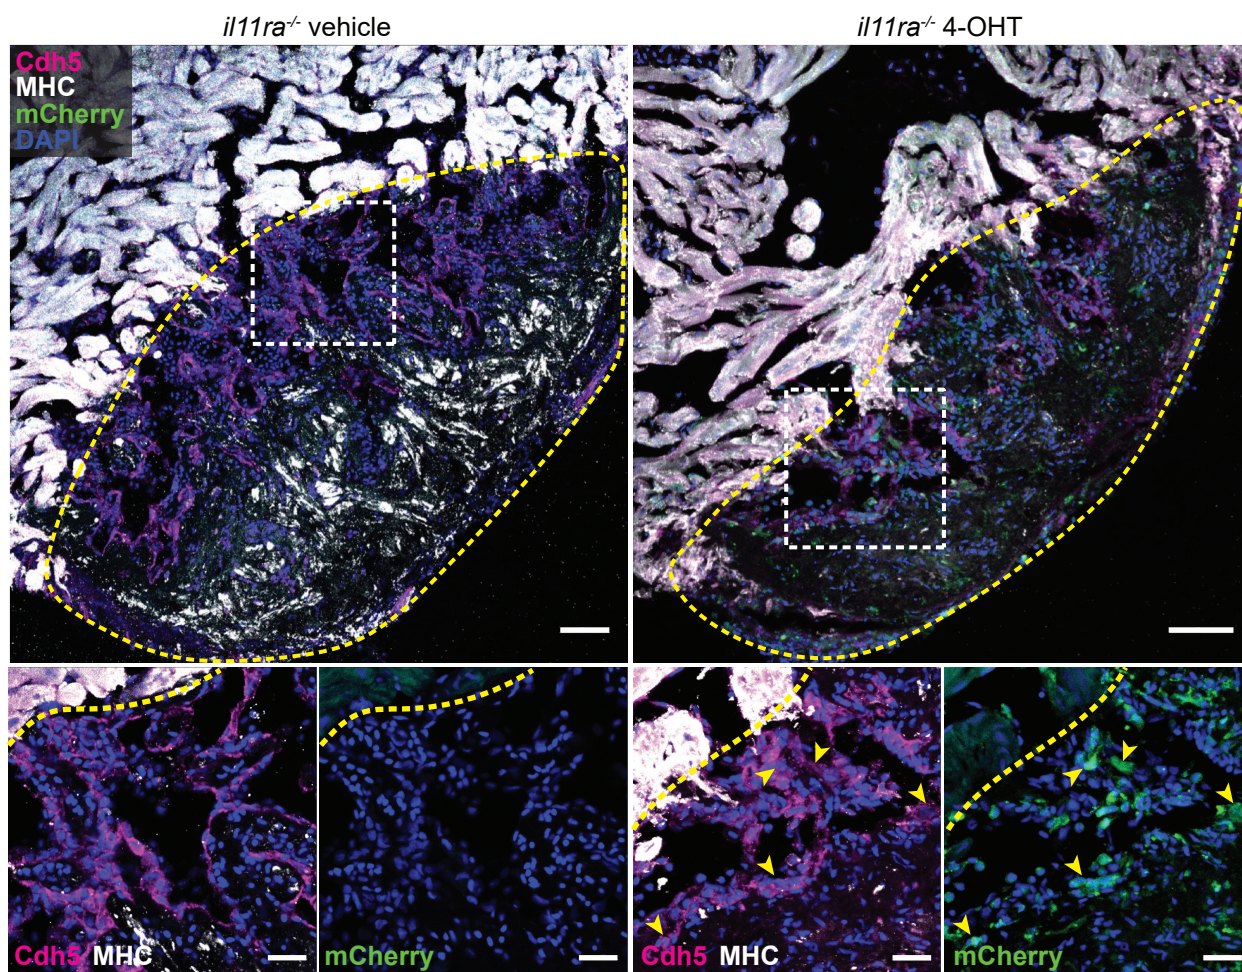 il11ra-/- vehicle
il11ra-/- 4-OHT
Cdh5
MHC
mCherry
DAPI
Cdh5 MHC
mCherry
Cdh5 MHC
mCherry